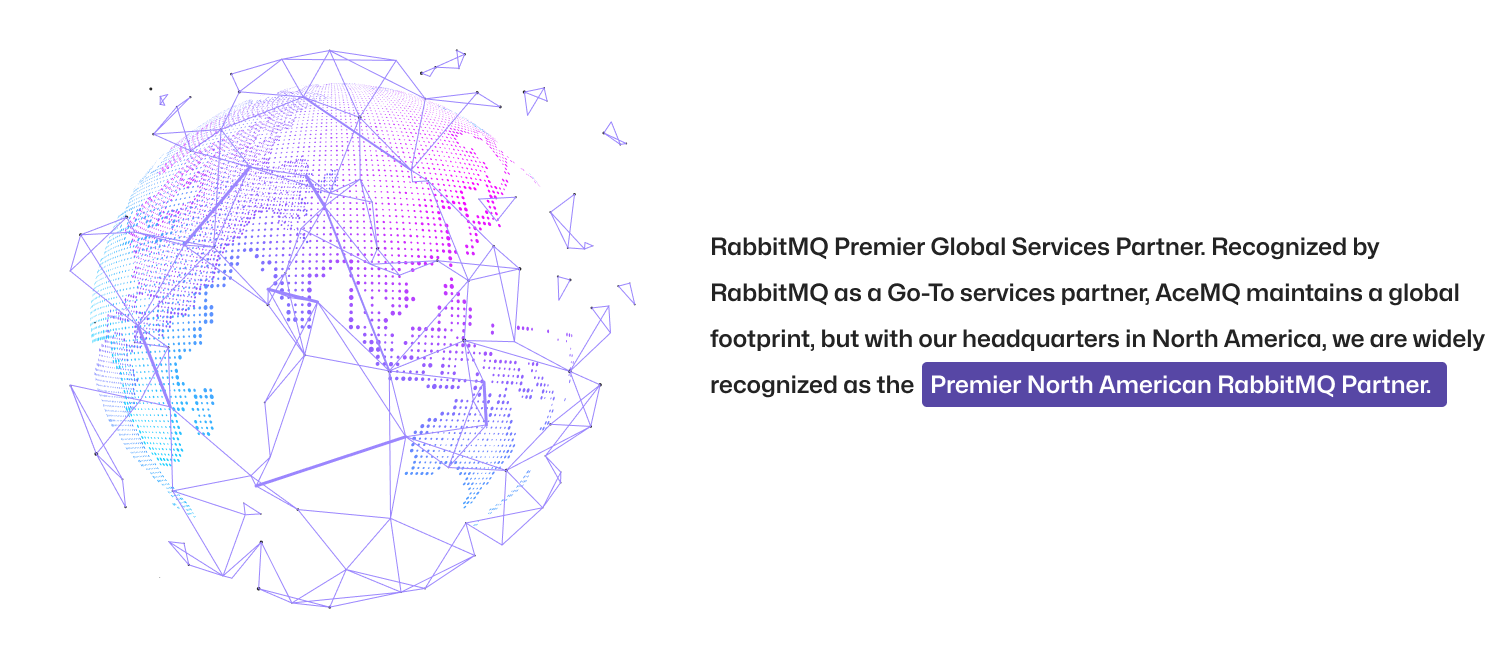 RabbitMQ Premier Global Services Partner. Recognized by
RabbitMQ as a Go-To services partner, AceMQ maintains a global
footprint, but with our headquarters in North America, we are widely
recognized as the Premier North American RabbitMQ Partner.